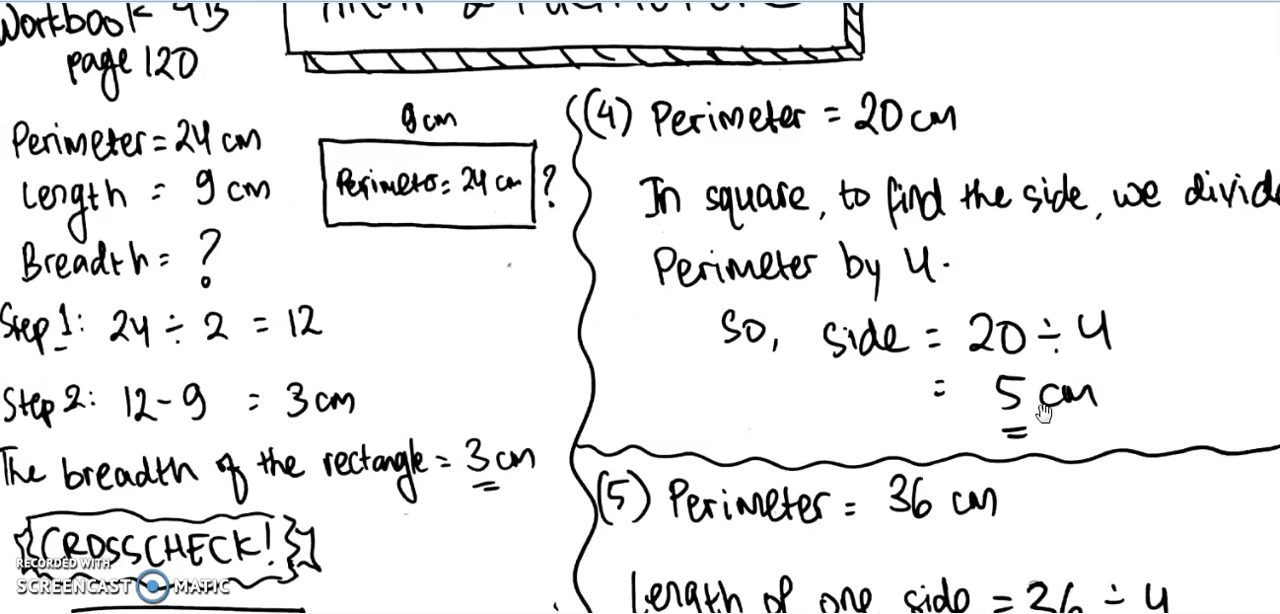 Workbook 4B
page 120
Perimeter = 24 cm
Length = 9 cm
Breadth = ?
9 cm
Perimeter = 24 cm ?
Step 1: 24 ÷ 2 = 12
Step 2: 12 - 9 = 3 cm
The breadth of the rectangle = 3 cm
{CROSSCHECK!}
RECORDED WITH
SCREENCAST MATIC
(4) Perimeter = 20 cm
In square, to find the side, we divide
Perimeter by 4.
So, side = 20 ÷ 4
= 5 cm
(5) Perimeter = 36 cm
Length of one side = 36 ÷ 4